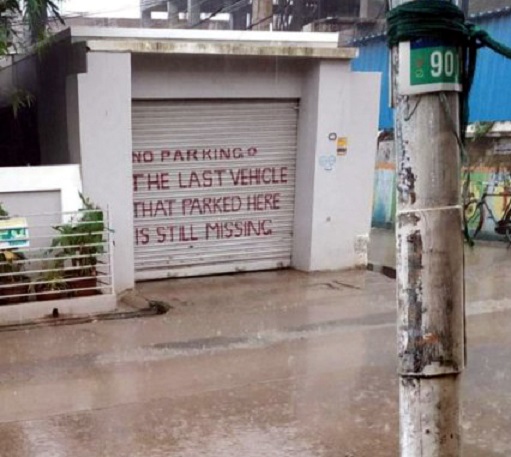 NO PARKING
THE LAST VEHICLE
THAT PARKED HERE
IS STILL MISSING
90